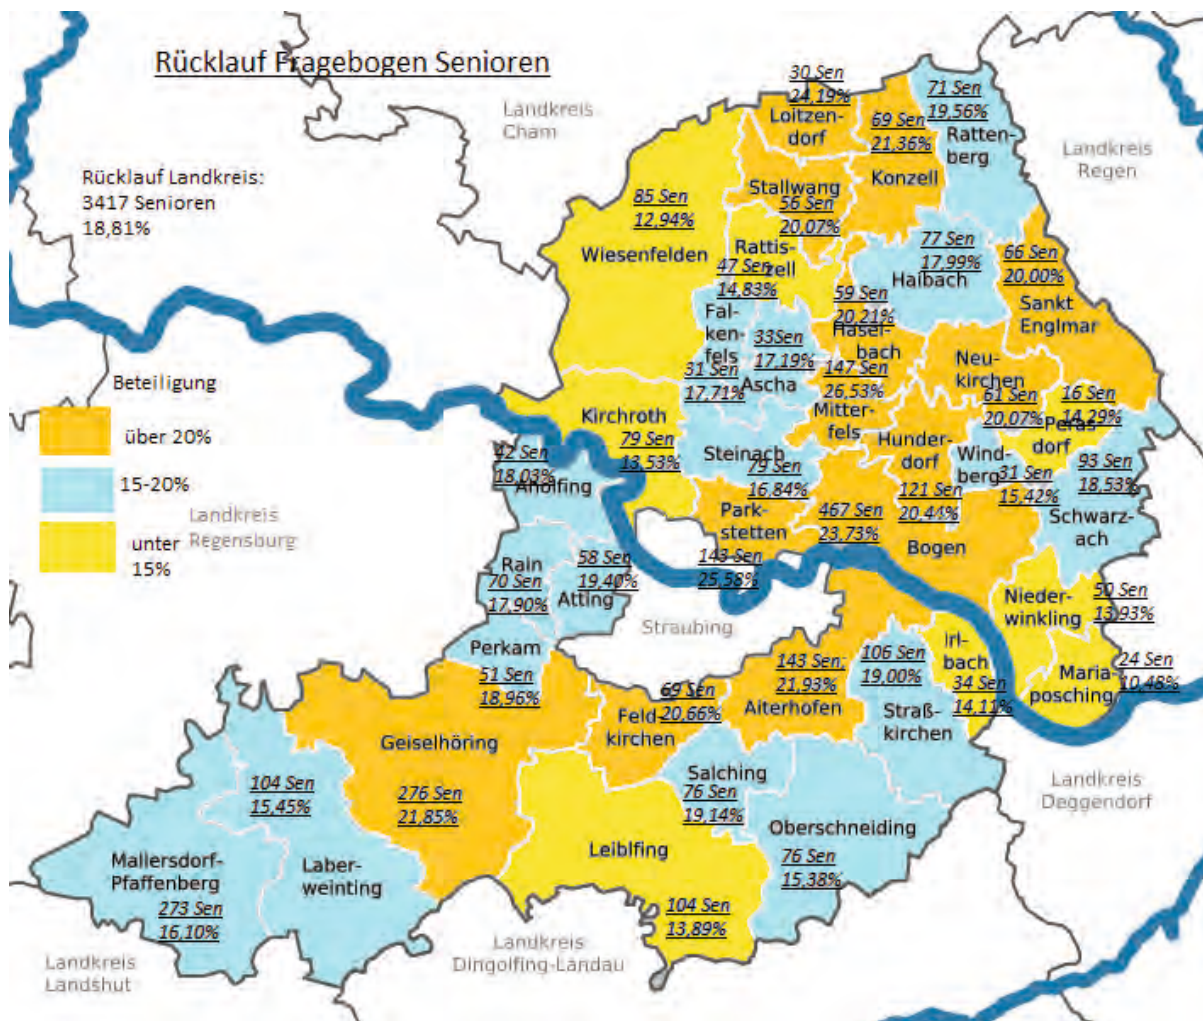 Rücklauf Fragebogen Senioren
Landkreis
Cham
Landkreis
Regen
Rücklauf Landkreis:
3417 Senioren
18,81%
30 Sen
24,19%
Loitzen-
dorf
69 Sen
21,36%
Konzell
71 Sen
19,56%
Ratten-
berg
Stallwang
56 Sen
20,07%
85 Sen
12,94%
Wiesenfelden
Rattis-
zell
47 Sen
14,83%
77 Sen
17,99%
Haibach
66 Sen
20,00%
Sankt
Englmar
59 Sen
20,21%
Hasel-
bach
Fal-
ken-
fels
31 Sen
17,71%
33Sen
17,19%
Ascha
147 Sen
26,53%
Mitter-
fels
Neu-
kirchen
61 Sen
20,07%
16 Sen
14,29%
Peras-
dorf
Beteiligung
über 20%
15-20%
unter
15%
Landkreis
Regensburg
Kirchroth
79 Sen
13,53%
Steinach
79 Sen
16,84%
Hunder-
dorf
121 Sen
20,44%
Wind-
berg
31 Sen
15,42%
93 Sen
18,53%
Schwarz-
ach
42 Sen
18,03%
Aholfing
Park-
stetten
143 Sen
25,58%
467 Sen
23,73%
Bogen
Rain
70 Sen
17,90%
58 Sen
19,40%
Atting
Straubing
Nieder-
winkling
50 Sen
13,93%
Perkam
51 Sen
18,96%
143 Sen;
21,93%
Aiterhofen
106 Sen
19,00%
Straß-
kirchen
Irl-
bach
34 Sen
14,11%
Maria-
posching
24 Sen
10,48%
69 Sen
20,66%
Feld-
kirchen
Geiselhöring
276 Sen
21,85%
Salching
76 Sen
19,14%
Landkreis
Deggendorf
104 Sen
15,45%
Laber-
weinting
Oberschneiding
76 Sen
15,38%
Leiblfing
104 Sen
13,89%
Mallersdorf-
Pfaffenberg
273 Sen
16,10%
Landkreis
Landshut
Landkreis
Dingolfing-Landau